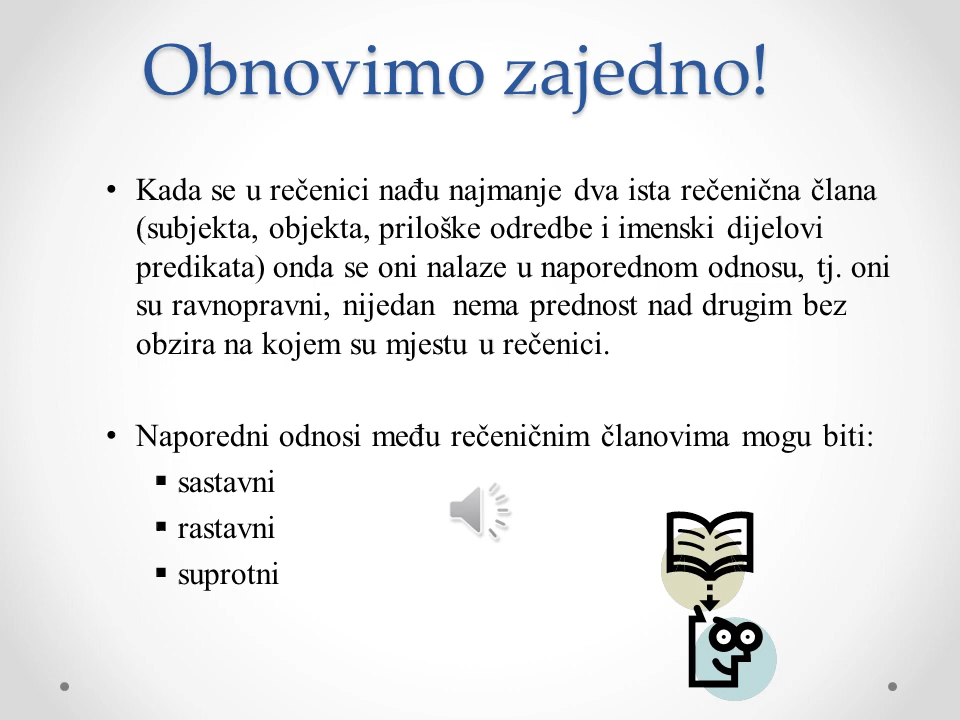 Obnovimo zajedno!
• Kada se u rečenici nađu najmanje dva ista rečenična člana
(subjekta, objekta, priloške odredbe i imenski dijelovi
predikata) onda se oni nalaze u naporednom odnosu, tj. oni
su ravnopravni, nijedan  nema prednost nad drugim bez
obzira na kojem su mjestu u rečenici.
• Naporedni odnosi među rečeničnim članovima mogu biti:
▪ sastavni
▪ rastavni
▪ suprotni